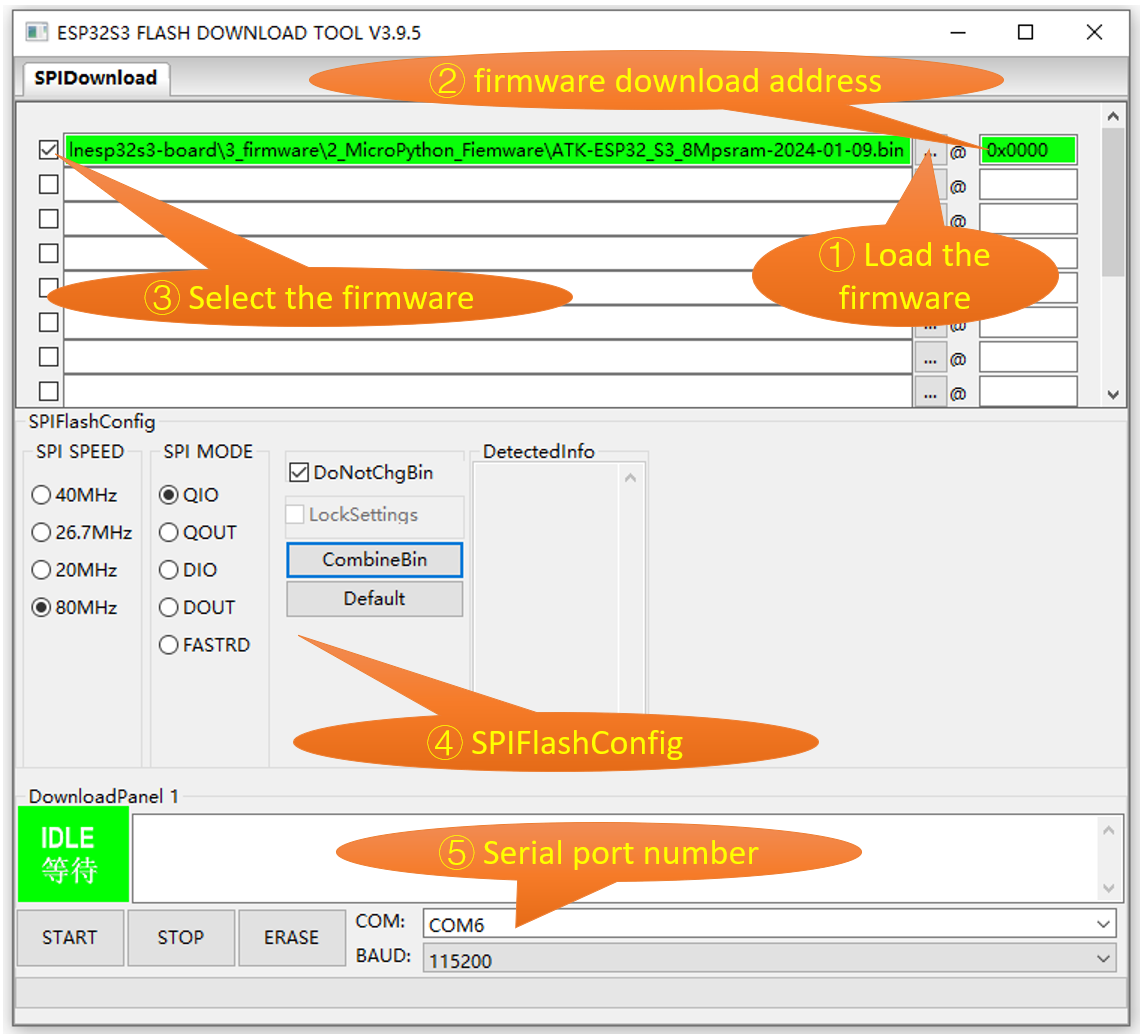 ESP32S3 FLASH DOWNLOAD TOOL V3.9.5
SPIDownload
② firmware download address
lnesp32s3-board\3_firmware\2_MicroPython_Fiemware\ATK-ESP32_S3_8Mpsram-2024-01-09.bin ... @ 0x0000
@
@
① Load the
firmware
③ Select the firmware
... @
... @
... @
SPIFlashConfig
SPI SPEED
40MHz
26.7MHz
20MHz
80MHz
SPI MODE
QIO
QOUT
DIO
DOUT
FASTRD
DoNotChgBin
LockSettings
CombineBin
Default
DetectedInfo
④ SPIFlashConfig
DownloadPanel 1
IDLE
等待
⑤ Serial port number
START STOP ERASE
COM: COM6
BAUD: 115200